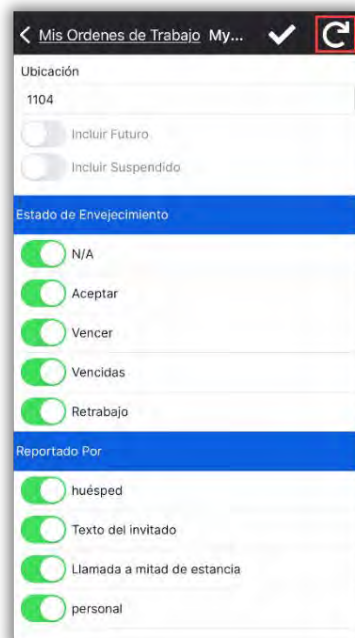 Mis Ordenes de Trabajo My...
Ubicación
1104
Incluir Futuro
Incluir Suspendido
Estado de Envejecimiento
N/A
Aceptar
Vencer
Vencidas
Retrabajo
Reportado Por
huésped
Texto del invitado
Llamada a mitad de estancia
personal